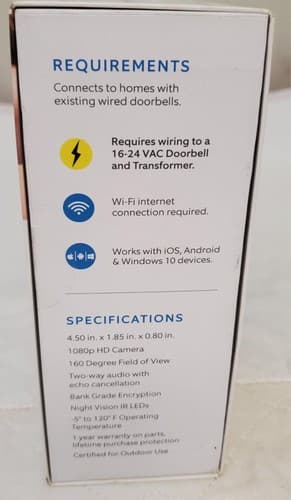 REQUIREMENTS
Connects to homes with
existing wired doorbells.
Requires wiring to a
16-24 VAC Doorbell
and Transformer.
Wi-Fi internet
connection required.
Works with iOS, Android
& Windows 10 devices.
SPECIFICATIONS
4.50 in. x 1.85 in. x 0.80 in.
1080p HD Camera
160 Degree Field of View
Two-way audio with
echo cancellation
Bank Grade Encryption
Night Vision IR LEDs
-5° to 120° F Operating
Temperature
1 year warranty on parts,
lifetime purchase protection
Certified for Outdoor Use